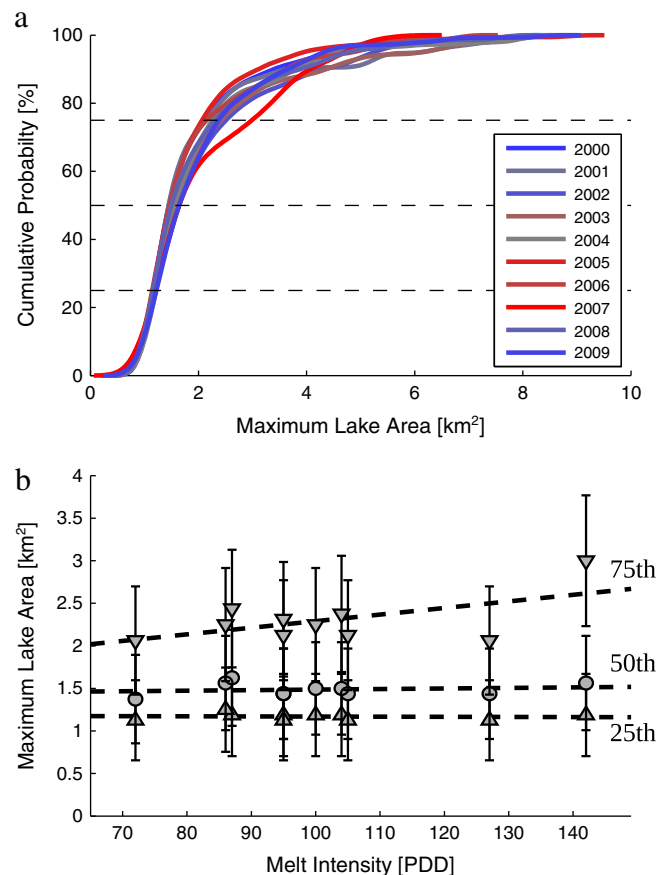 a
100
80
60
40
20
0
Cumulative Probability [%]
2000
2001
2002
2003
2004
2005
2006
2007
2008
2009
0 2 4 6 8 10
Maximum Lake Area [km²]
b
4
3.5
3
2.5
2
1.5
1
0.5
0
Maximum Lake Area [km²]
75th
50th
25th
70 80 90 100 110 120 130 140
Melt Intensity [PDD]